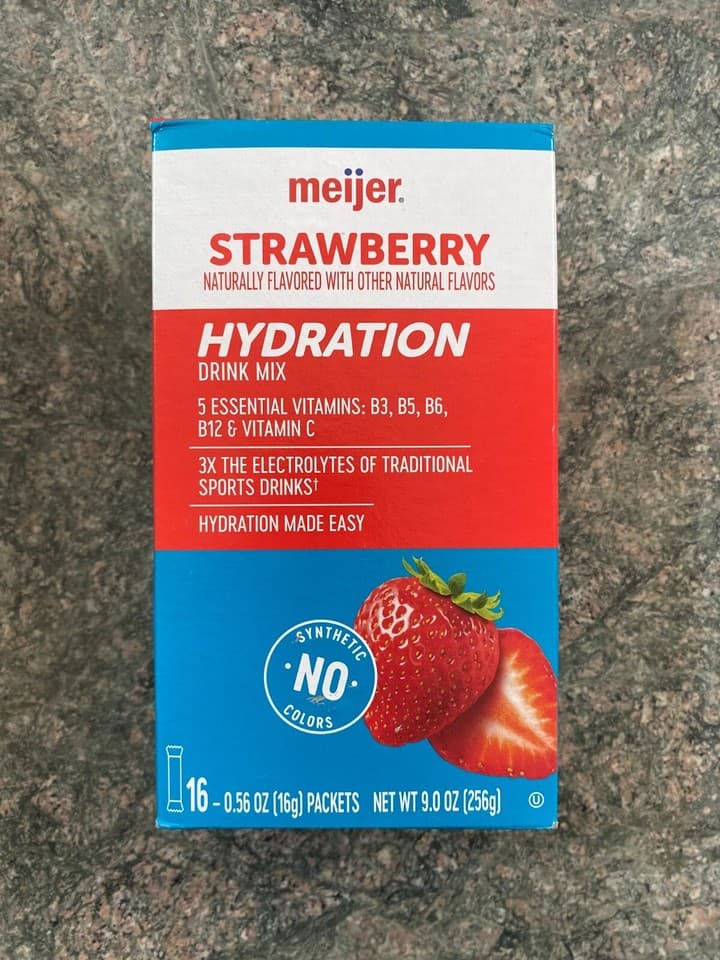 meijer.
STRAWBERRY
NATURALLY FLAVORED WITH OTHER NATURAL FLAVORS
HYDRATION
DRINK MIX
5 ESSENTIAL VITAMINS: B3, B5, B6,
B12 & VITAMIN C
3X THE ELECTROLYTES OF TRADITIONAL
SPORTS DRINKS†
HYDRATION MADE EASY
SYNTHETIC
·NO·
COLORS
16 – 0.56 OZ (16g) PACKETS NET WT 9.0 OZ (256g) U